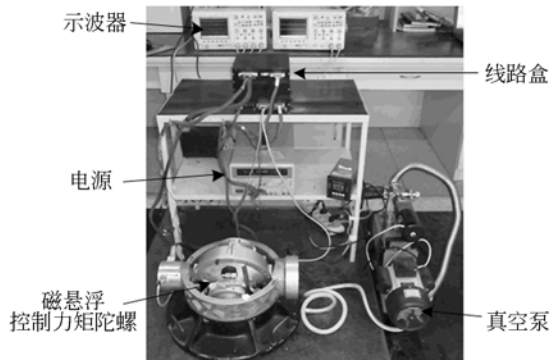 示波器
线路盒
电源
磁悬浮
控制力矩陀螺
真空泵